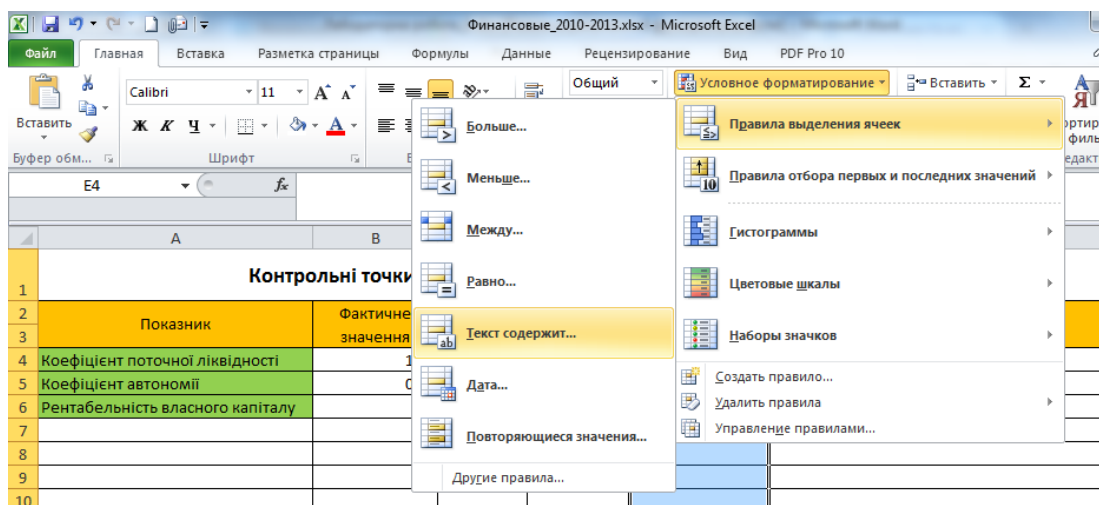 Финансовые_2010-2013.xlsx - Microsoft Excel
Файл Главная Вставка Разметка страницы Формулы Данные Рецензирование Вид PDF Pro 10
Calibri 11 Общий Условное форматирование Вставить Σ
Вставить Ж К Ч
Буфер обм... Шрифт
E4 fx
A B
1 Контрольні точки
2 Показник Фактичне
3 значення
4 Коефіцієнт поточної ліквідності 1
5 Коефіцієнт автономії 0
6 Рентабельність власного капіталу
7
8
9
10
Больше...
Меньше...
Между...
Равно...
Текст содержит...
Дата...
Повторяющиеся значения...
Другие правила...
Правила выделения ячеек
Правила отбора первых и последних значений
Гистограммы
Цветовые шкалы
Наборы значков
Создать правило...
Удалить правила
Управление правилами...